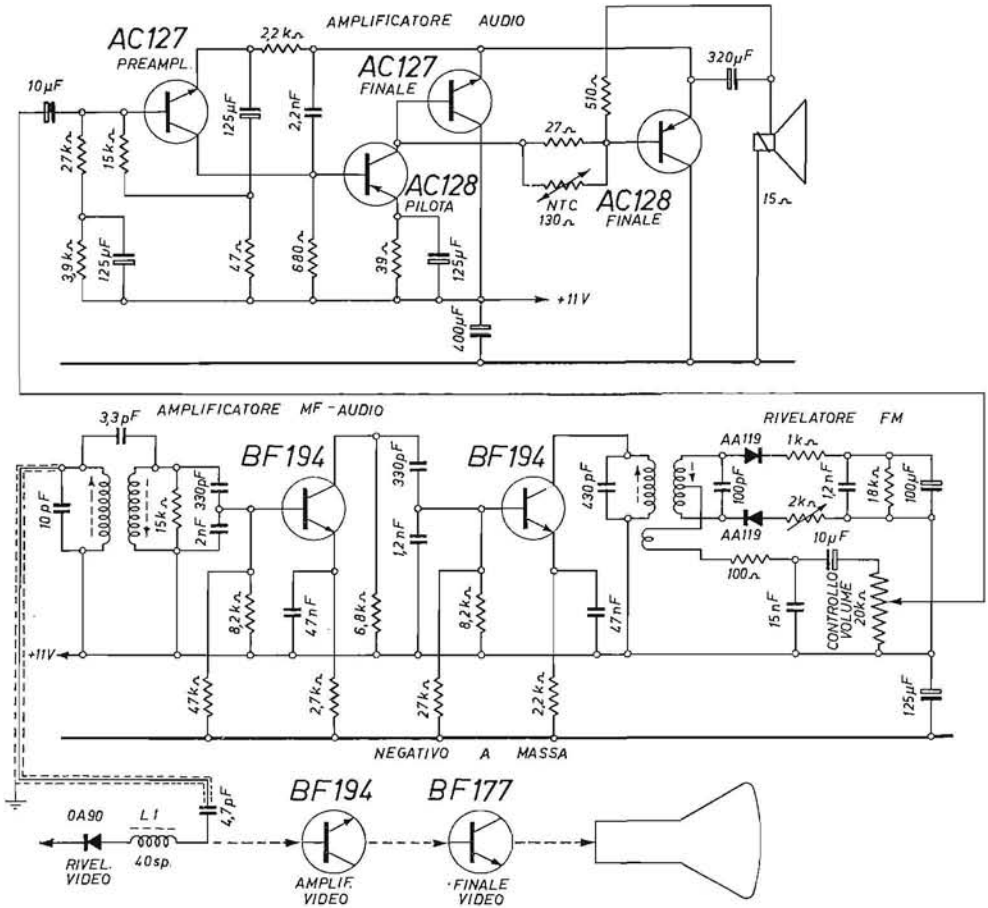 AMPLIFICATORE AUDIO
AC127
PREAMPL.
2,2kΩ
10µF
27kΩ
15kΩ
125µF
2,2nF
AC127
FINALE
510Ω
320µF
27Ω
NTC
130Ω
AC128
PILOTA
AC128
FINALE
15Ω
3,9kΩ
125µF
47Ω
680Ω
39Ω
125µF
+11V
400µF
AMPLIFICATORE MF-AUDIO
RIVELATORE FM
3,3pF
10pF
15kΩ
330pF
2nF
BF194
330pF
1,2nF
BF194
430pF
100pF
AA119
1kΩ
1,2nF
18kΩ
100µF
2kΩ
AA119
10µF
100Ω
15nF
CONTROLLO
VOLUME
20kΩ
8,2kΩ
47nF
6,8kΩ
8,2kΩ
47nF
+11V
47kΩ
2,7kΩ
27kΩ
2,2kΩ
125µF
NEGATIVO A MASSA
4,7pF
0A90
L1
RIVEL.
VIDEO
40sp.
BF194
AMPLIF.
VIDEO
BF177
FINALE
VIDEO